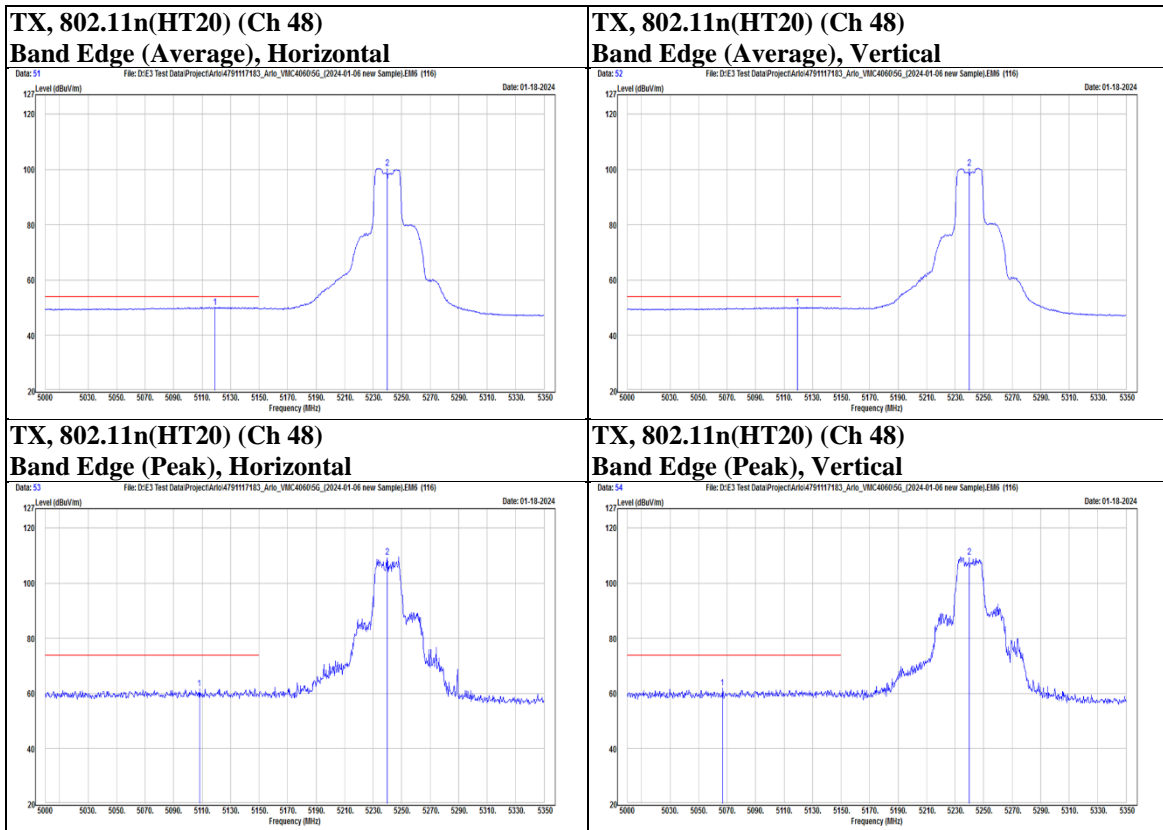 TX, 802.11n(HT20) (Ch 48)
Band Edge (Average), Horizontal
Data: 51 File: D:\E3 Test Data\Project\Arlo\4791117183_Arlo_VMC4060\5G_(2024-01-06 new Sample).EM6 (116)
127 Level (dBuV/m) Date: 01-18-2024
120
2
100
80
60
1
40
20
5000 5030. 5050. 5070. 5090. 5110. 5130. 5150. 5170. 5190. 5210. 5230. 5250. 5270. 5290. 5310. 5330. 5350
Frequency (MHz)
TX, 802.11n(HT20) (Ch 48)
Band Edge (Average), Vertical
Data: 52 File: D:\E3 Test Data\Project\Arlo\4791117183_Arlo_VMC4060\5G_(2024-01-06 new Sample).EM6 (116)
127 Level (dBuV/m) Date: 01-18-2024
120
2
100
80
60
1
40
20
5000 5030. 5050. 5070. 5090. 5110. 5130. 5150. 5170. 5190. 5210. 5230. 5250. 5270. 5290. 5310. 5330. 5350
Frequency (MHz)
TX, 802.11n(HT20) (Ch 48)
Band Edge (Peak), Horizontal
Data: 53 File: D:\E3 Test Data\Project\Arlo\4791117183_Arlo_VMC4060\5G_(2024-01-06 new Sample).EM6 (116)
127 Level (dBuV/m) Date: 01-18-2024
120
2
100
80
1
60
40
20
5000 5030. 5050. 5070. 5090. 5110. 5130. 5150. 5170. 5190. 5210. 5230. 5250. 5270. 5290. 5310. 5330. 5350
Frequency (MHz)
TX, 802.11n(HT20) (Ch 48)
Band Edge (Peak), Vertical
Data: 54 File: D:\E3 Test Data\Project\Arlo\4791117183_Arlo_VMC4060\5G_(2024-01-06 new Sample).EM6 (116)
127 Level (dBuV/m) Date: 01-18-2024
120
2
100
80
1
60
40
20
5000 5030. 5050. 5070. 5090. 5110. 5130. 5150. 5170. 5190. 5210. 5230. 5250. 5270. 5290. 5310. 5330. 5350
Frequency (MHz)